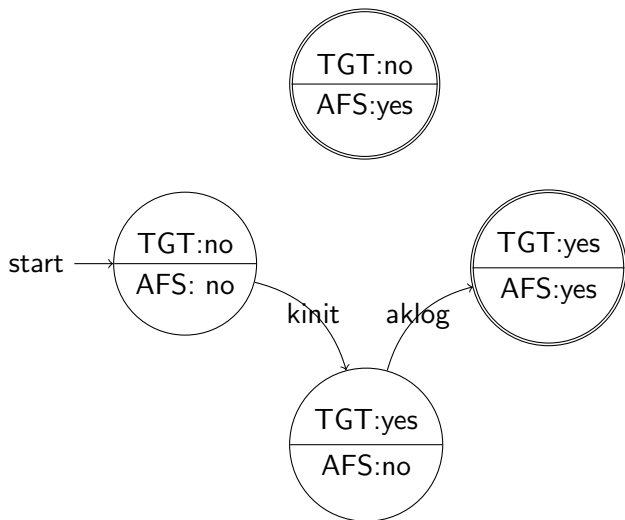 TGT:no
AFS:yes
start
TGT:no
AFS: no
kinit
aklog
TGT:yes
AFS:yes
TGT:yes
AFS:no